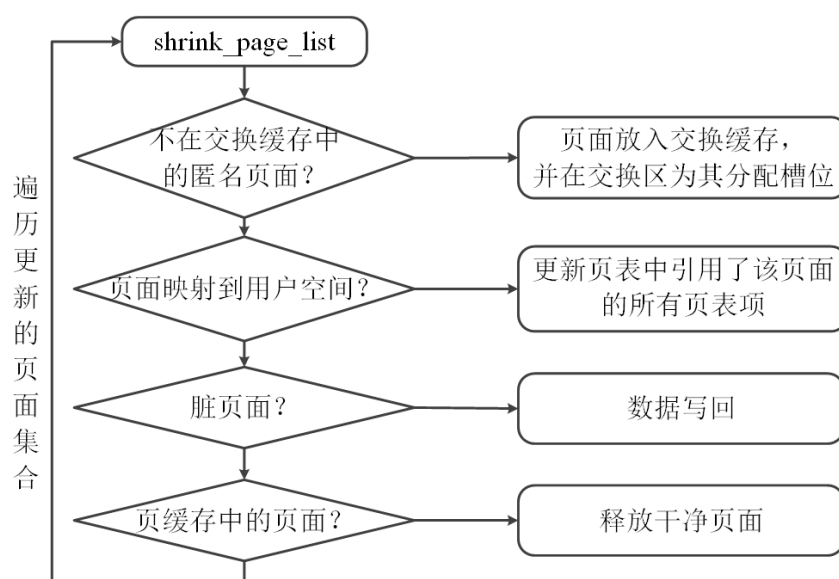 shrink_page_list
不在交换缓存中
的匿名页面？
页面放入交换缓存，
并在交换区为其分配槽位
页面映射到用户空间？
更新页表中引用了该页面
的所有页表项
脏页面？
数据写回
页缓存中的页面？
释放干净页面
遍历更新的页面集合